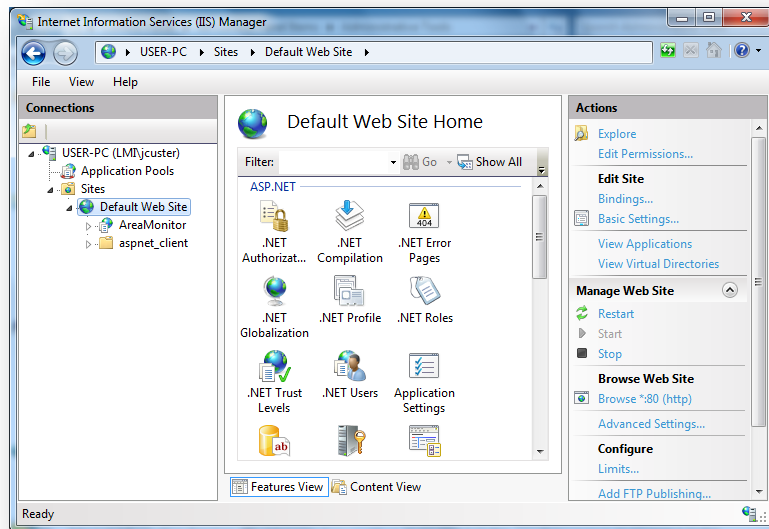 Internet Information Services (IIS) Manager
USER-PC
Sites
Default Web Site
File View Help
Connections
USER-PC (LMI\jcuster)
Application Pools
Sites
Default Web Site
AreaMonitor
aspnet_client
Default Web Site Home
Filter:
Go
Show All
ASP.NET
.NET
Authorizat...
.NET
Compilation
.NET Error
Pages
404
.NET
Globalization
.NET Profile
.NET Roles
.NET Trust
Levels
.NET Users
Application
Settings
ab
Features View
Content View
Actions
Explore
Edit Permissions...
Edit Site
Bindings...
Basic Settings...
View Applications
View Virtual Directories
Manage Web Site
Restart
Start
Stop
Browse Web Site
Browse *:80 (http)
Advanced Settings...
Configure
Limits...
Add FTP Publishing...
Ready